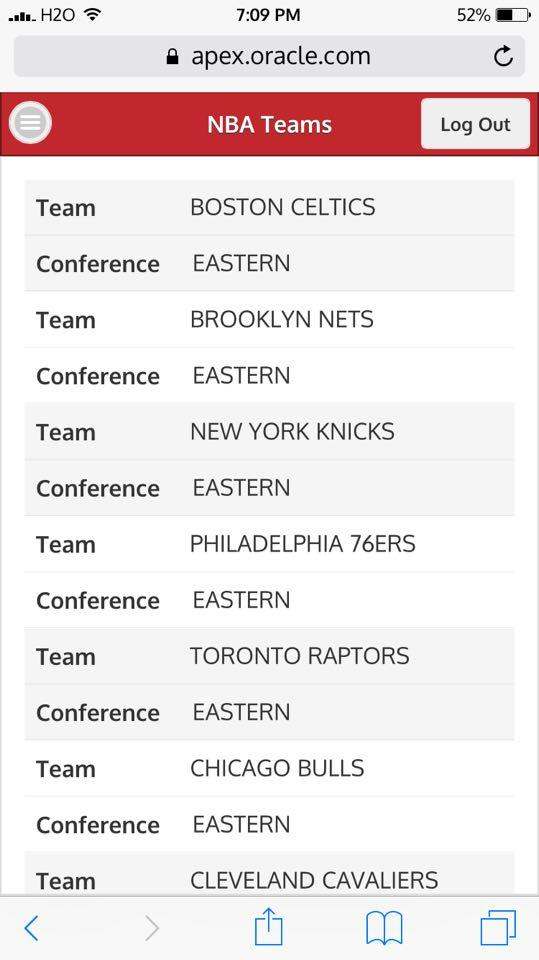 H2O 7:09 PM 52%
apex.oracle.com
NBA Teams Log Out
Team BOSTON CELTICS
Conference EASTERN
Team BROOKLYN NETS
Conference EASTERN
Team NEW YORK KNICKS
Conference EASTERN
Team PHILADELPHIA 76ERS
Conference EASTERN
Team TORONTO RAPTORS
Conference EASTERN
Team CHICAGO BULLS
Conference EASTERN
Team CLEVELAND CAVALIERS